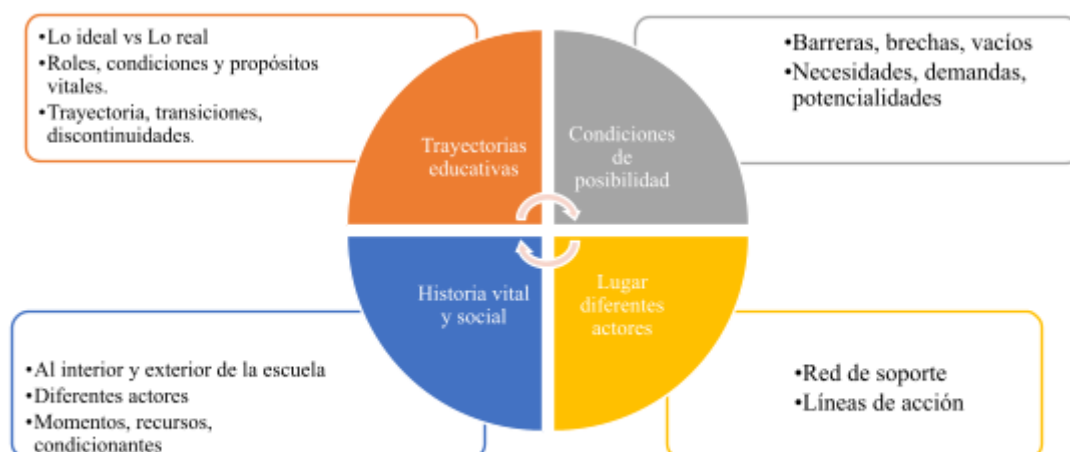 •Lo ideal vs Lo real
•Roles, condiciones y propósitos
vitales.
•Trayectoria, transiciones,
discontinuidades.
Trayectorias
educativas
Condiciones
de
posibilidad
•Barreras, brechas, vacíos
•Necesidades, demandas,
potencialidades
•Al interior y exterior de la escuela
•Diferentes actores
•Momentos, recursos,
condicionantes
Historia vital
y social
Lugar
diferentes
actores
•Red de soporte
•Líneas de acción